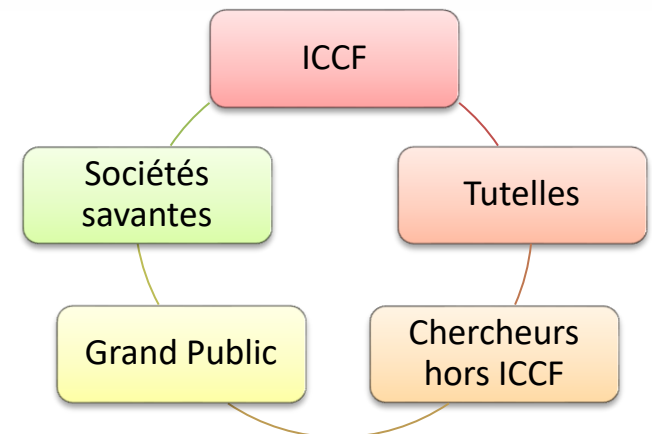 ICCF
Sociétés
savantes
Tutelles
Grand Public
Chercheurs
hors ICCF